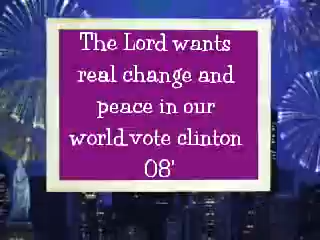 The Lord wants
real change and
peace in our
world.vote clinton
08'